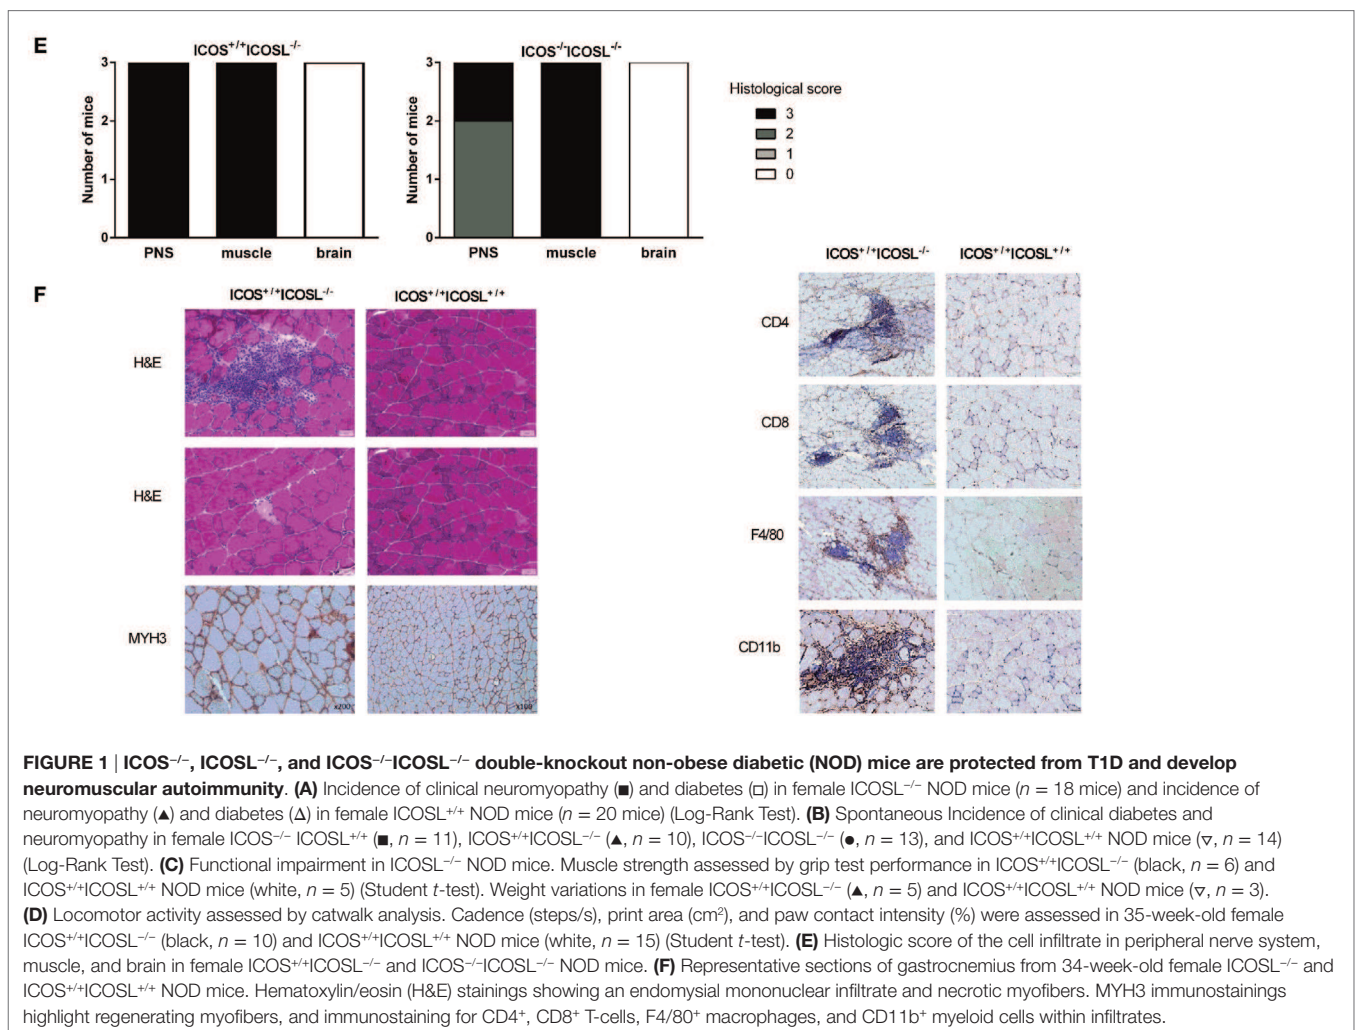 E
ICOS+/+ICOSL-/-
Number of mice
3
2
1
0
PNS muscle brain
ICOS-/-ICOSL-/-
Number of mice
3
2
1
0
PNS muscle brain
Histological score
3
2
1
0
F
ICOS+/+ICOSL-/- ICOS+/+ICOSL+/+
H&E
H&E
MYH3
x200
x100
ICOS+/+ICOSL-/- ICOS+/+ICOSL+/+
CD4
CD8
F4/80
CD11b
FIGURE 1 | ICOS−/−, ICOSL−/−, and ICOS−/−ICOSL−/− double-knockout non-obese diabetic (NOD) mice are protected from T1D and develop
neuromuscular autoimmunity. (A) Incidence of clinical neuromyopathy (■) and diabetes (□) in female ICOSL−/− NOD mice (n = 18 mice) and incidence of
neuromyopathy (▲) and diabetes (Δ) in female ICOSL+/+ NOD mice (n = 20 mice) (Log-Rank Test). (B) Spontaneous Incidence of clinical diabetes and
neuromyopathy in female ICOS−/− ICOSL+/+ (■, n = 11), ICOS+/+ICOSL−/− (▲, n = 10), ICOS−/−ICOSL−/− (●, n = 13), and ICOS+/+ICOSL+/+ NOD mice (▿, n = 14)
(Log-Rank Test). (C) Functional impairment in ICOSL−/− NOD mice. Muscle strength assessed by grip test performance in ICOS+/+ICOSL−/− (black, n = 6) and
ICOS+/+ICOSL+/+ NOD mice (white, n = 5) (Student t-test). Weight variations in female ICOS+/+ICOSL−/− (▲, n = 5) and ICOS+/+ICOSL+/+ NOD mice (▿, n = 3).
(D) Locomotor activity assessed by catwalk analysis. Cadence (steps/s), print area (cm²), and paw contact intensity (%) were assessed in 35-week-old female
ICOS+/+ICOSL−/− (black, n = 10) and ICOS+/+ICOSL+/+ NOD mice (white, n = 15) (Student t-test). (E) Histologic score of the cell infiltrate in peripheral nerve system,
muscle, and brain in female ICOS+/+ICOSL−/− and ICOS−/−ICOSL−/− NOD mice. (F) Representative sections of gastrocnemius from 34-week-old female ICOSL−/− and
ICOS+/+ICOSL+/+ NOD mice. Hematoxylin/eosin (H&E) stainings showing an endomysial mononuclear infiltrate and necrotic myofibers. MYH3 immunostainings
highlight regenerating myofibers, and immunostaining for CD4+, CD8+ T-cells, F4/80+ macrophages, and CD11b+ myeloid cells within infiltrates.